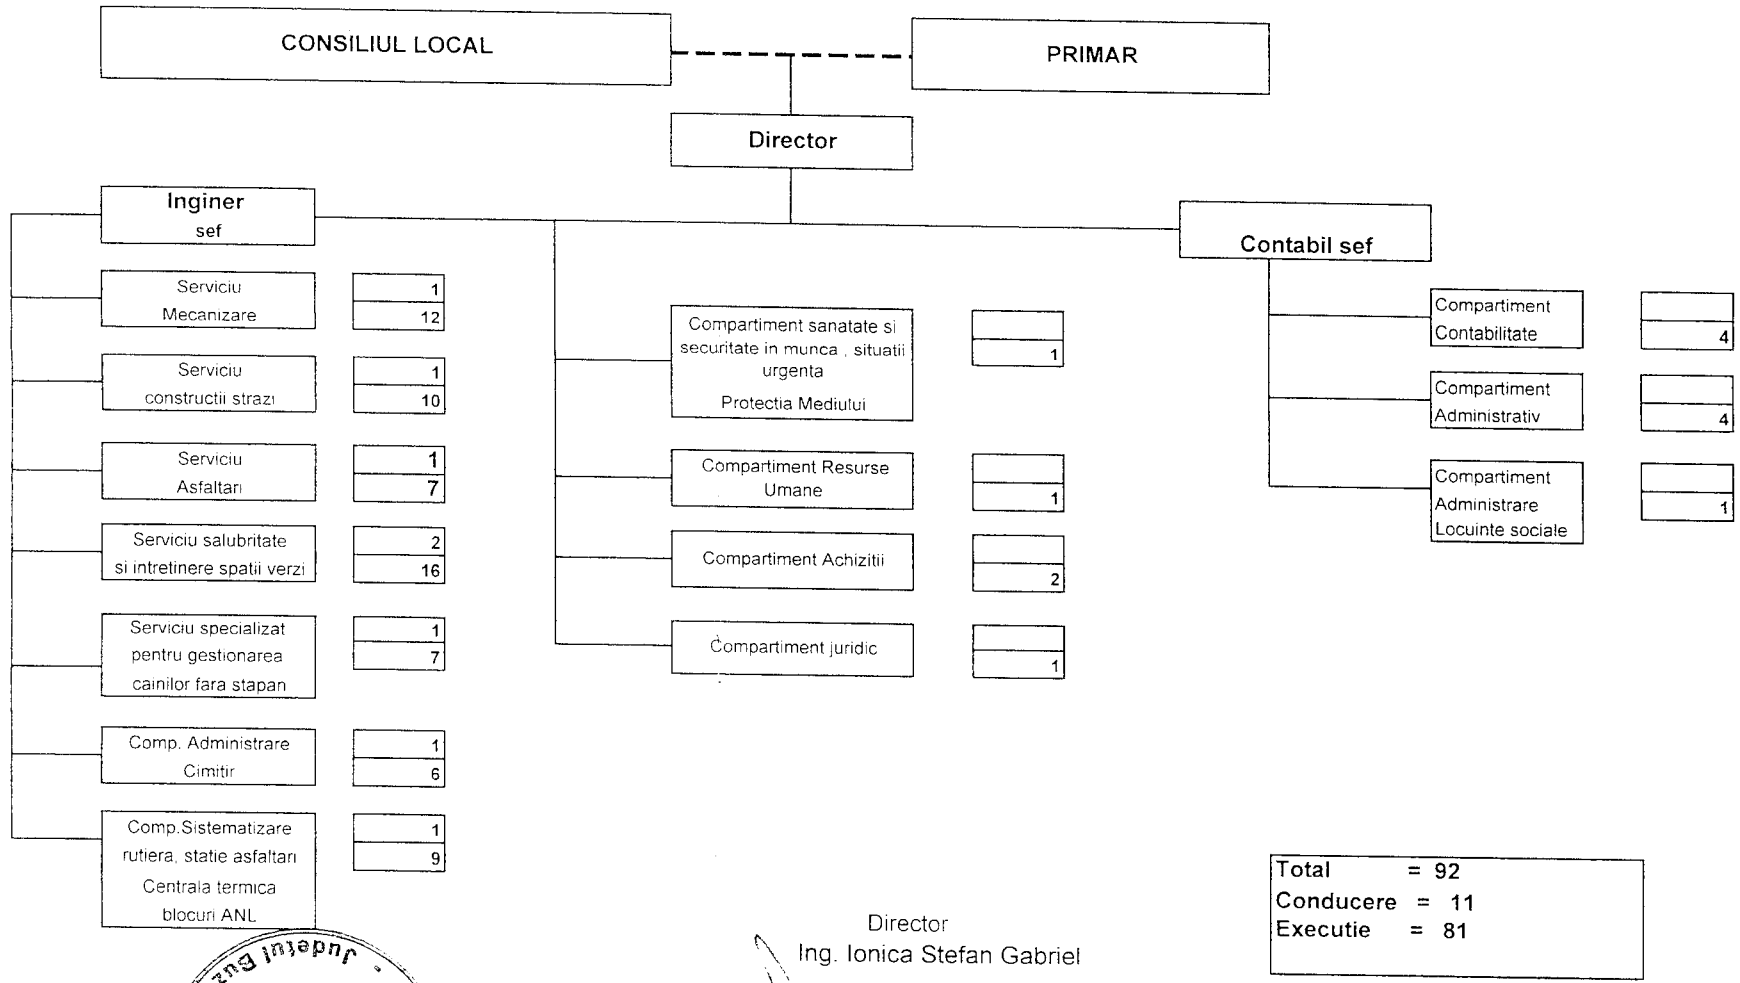 CONSILIUL LOCAL
PRIMAR
Director
Inginer
sef
Contabil sef
Serviciu
Mecanizare
1
12
Serviciu
constructii strazi
1
10
Serviciu
Asfaltari
1
7
Serviciu salubritate
si intretinere spatii verzi
2
16
Serviciu specializat
pentru gestionarea
cainilor fara stapan
1
7
Comp. Administrare
Cimitir
1
6
Comp.Sistematizare
rutiera, statie asfaltari
Centrala termica
blocuri ANL
1
9
Compartiment sanatate si
securitate in munca , situatii
urgenta
Protectia Mediului
1
Compartiment Resurse
Umane
1
Compartiment Achizitii
2
Compartiment juridic
1
Compartiment
Contabilitate
4
Compartiment
Administrativ
4
Compartiment
Administrare
Locuinte sociale
1
Total = 92
Conducere = 11
Executie = 81
Director
Ing. Ionica Stefan Gabriel
Judetul